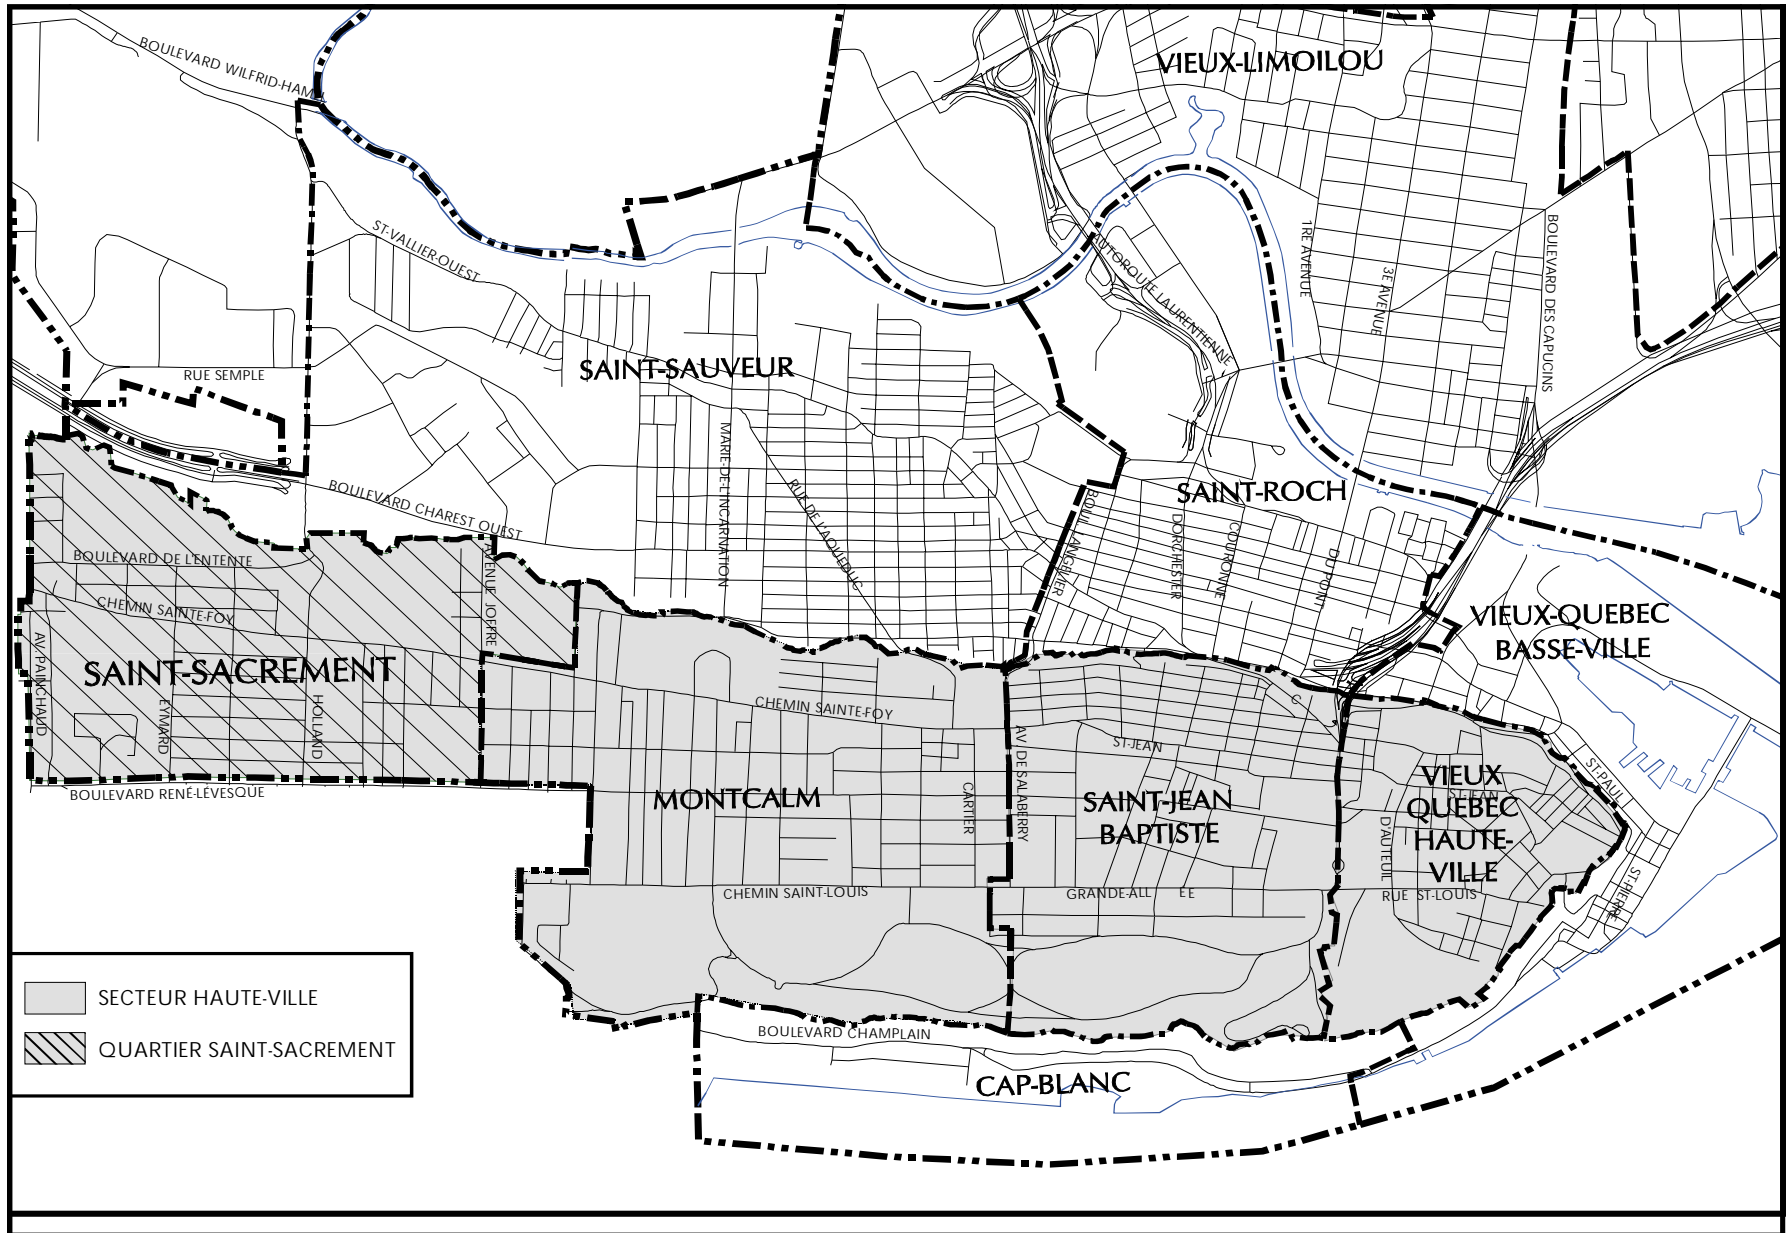 VIEUX-LIMOILOU
BOULEVARD WILFRID-HAMEL
ST-VALLIER-OUEST
AUTOROUTE LAURENTIENNE
1RE AVENUE
3E AVENUE
BOULEVARD DES CAPUCINS
RUE SEMPLE
SAINT-SAUVEUR
MARIE-DE-L'INCARNATION
RUE DE L'AQUEDUC
BOULEVARD CHAREST OUEST
SAINT-ROCH
BOUL LANGELIER
DORCHESTER
COURONNE
DU PONT
BOULEVARD DE L'ENTENTE
AVENUE JOFFRE
CHEMIN SAINTE-FOY
AV. PAINCHAUD
SAINT-SACREMENT
EYMARD
HOLLAND
BOULEVARD RENÉ-LÉVESQUE
VIEUX-QUÉBEC
BASSE-VILLE
CHEMIN SAINTE-FOY
MONTCALM
CARTIER
AV. DE SALABERRY
ST-JEAN
SAINT-JEAN
BAPTISTE
VIEUX
QUÉBEC
HAUTE-
VILLE
ST-JEAN
D'AUTEUIL
ST-PAUL
ST-PIERRE
CHEMIN SAINT-LOUIS
GRANDE-ALL ÉE
RUE ST-LOUIS
SECTEUR HAUTE-VILLE
QUARTIER SAINT-SACREMENT
BOULEVARD CHAMPLAIN
CAP-BLANC